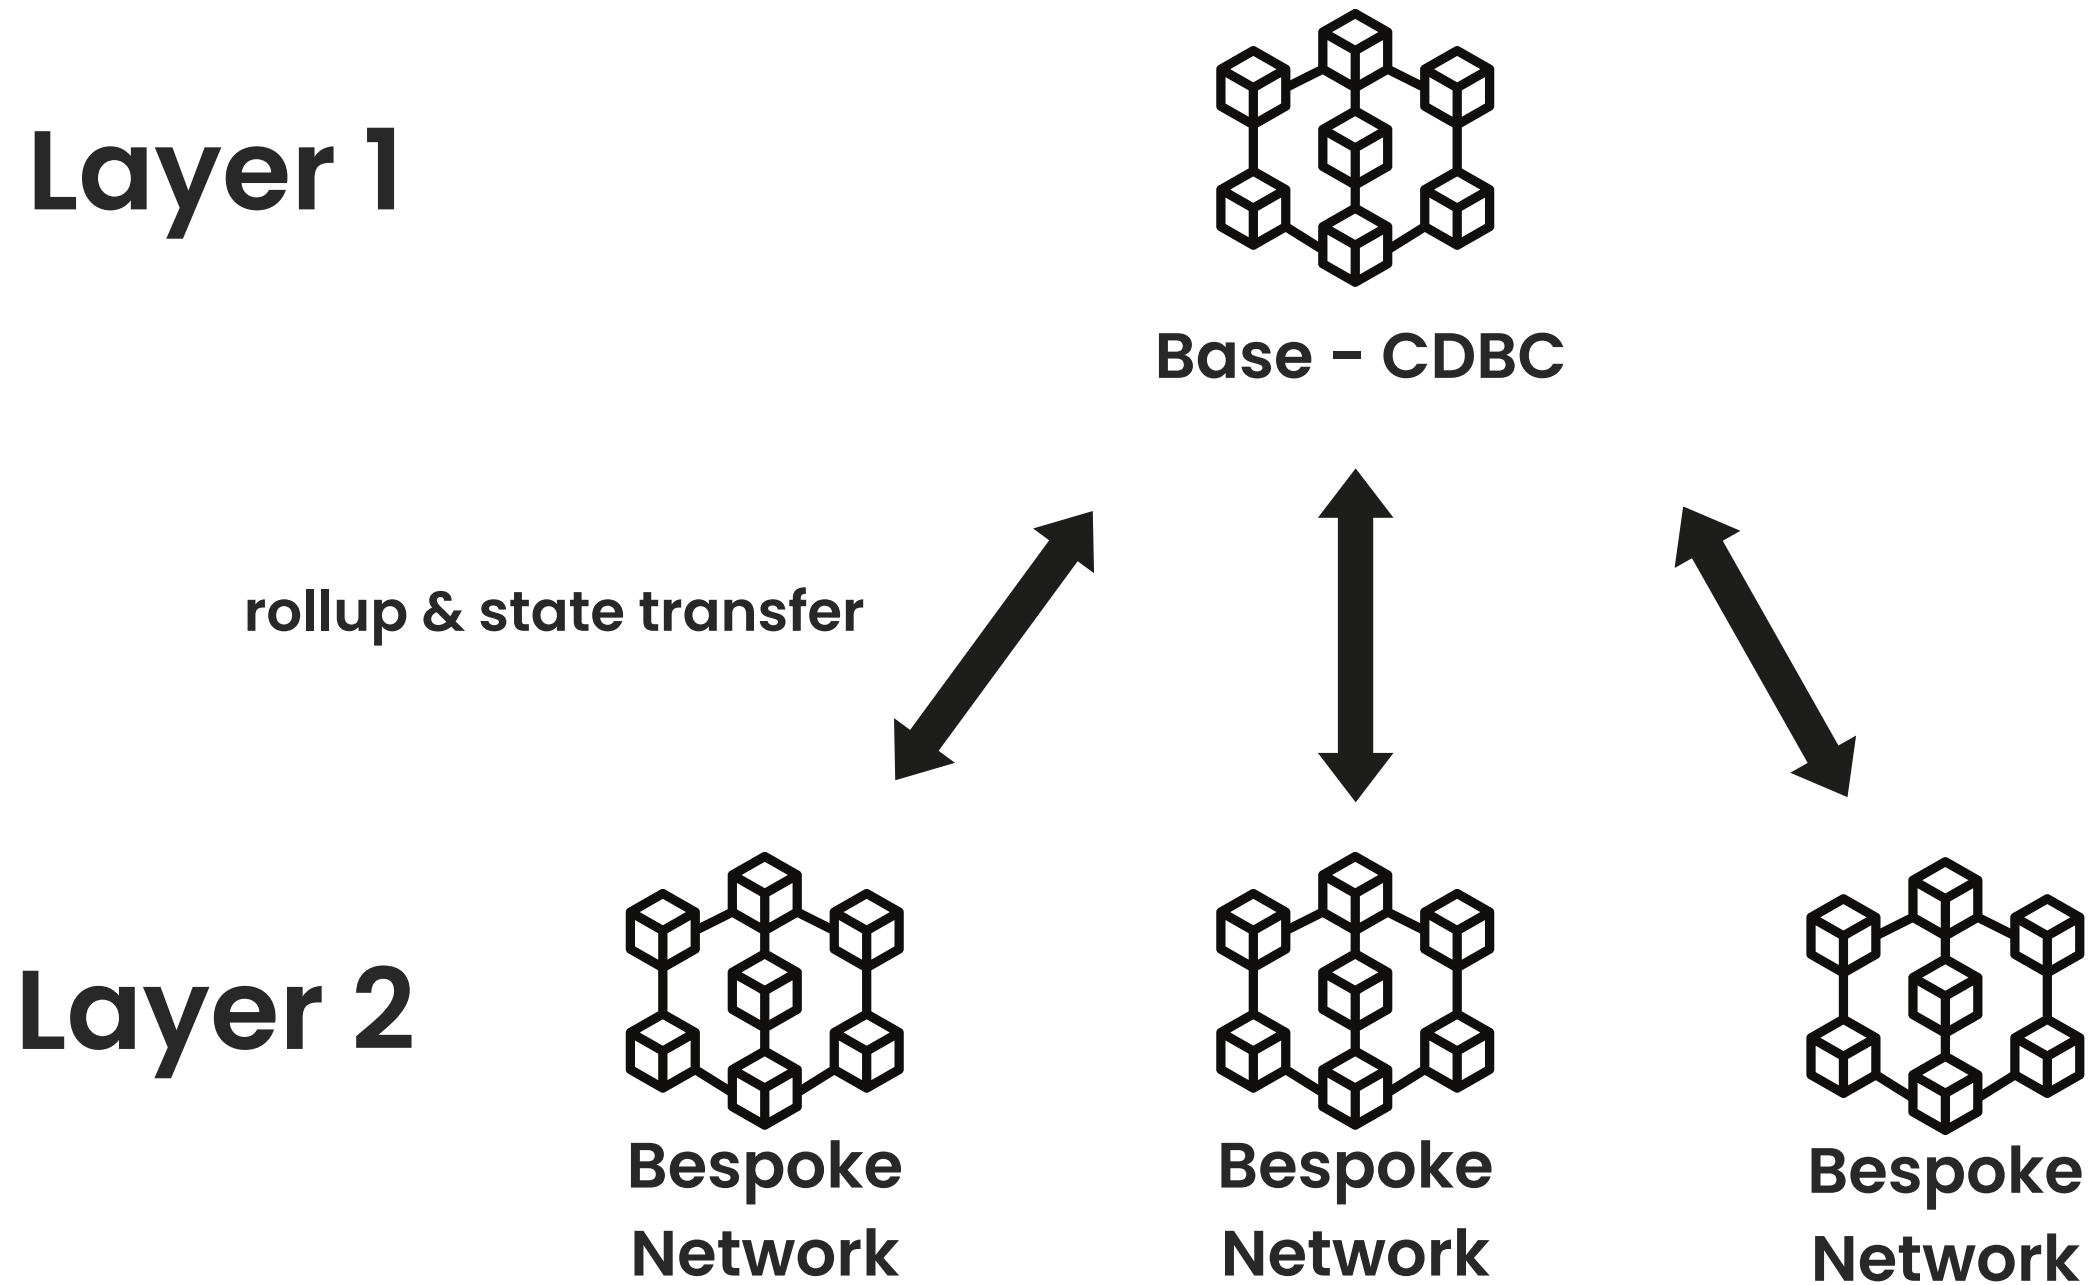 Layer 1
Base - CDBC
rollup & state transfer
Layer 2
Bespoke
Network
Bespoke
Network
Bespoke
Network